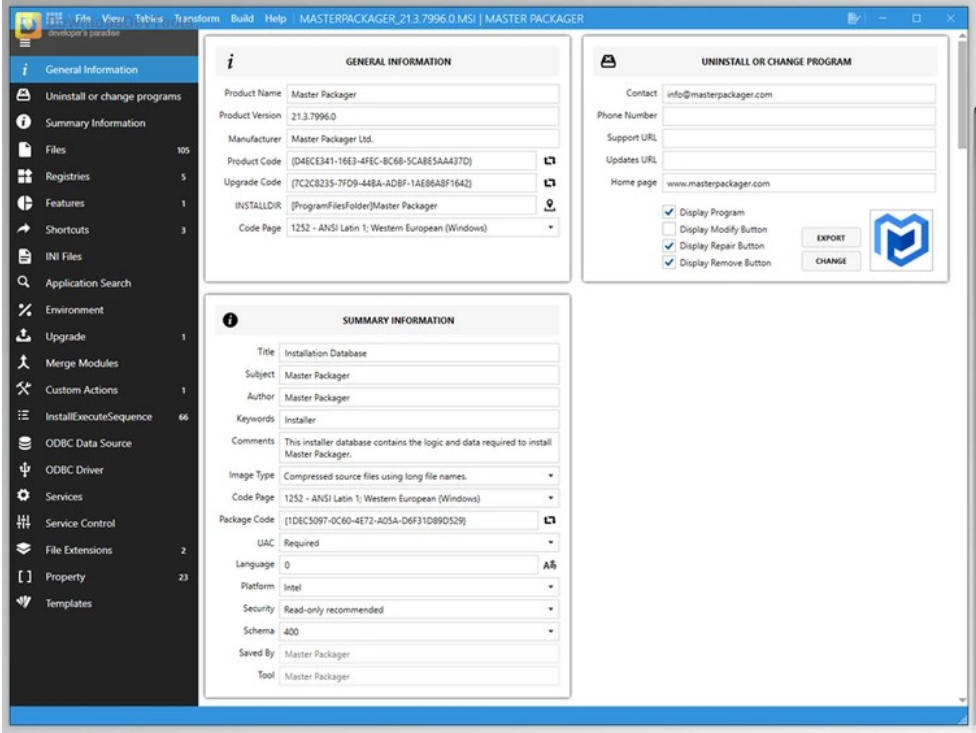 File View Tables Transform Build Help | MASTERPACKAGER_21.3.7996.0.MSI | MASTER PACKAGER
developer's paradise
General Information
Uninstall or change programs
Summary Information
Files 105
Registries 5
Features 1
Shortcuts 3
INI Files
Application Search
Environment
Upgrade 1
Merge Modules
Custom Actions 1
InstallExecuteSequence 66
ODBC Data Source
ODBC Driver
Services
Service Control
File Extensions 2
Property 23
Templates
GENERAL INFORMATION
Product Name Master Packager
Product Version 21.3.7996.0
Manufacturer Master Packager Ltd.
Product Code {D4ECE341-16E3-4FEC-BC68-5CABE5AA437D}
Upgrade Code {7C2C8235-7FD9-44BA-ADBF-1AE86A8F1642}
INSTALLDIR [ProgramFilesFolder]Master Packager
Code Page 1252 - ANSI Latin 1; Western European (Windows)
UNINSTALL OR CHANGE PROGRAM
Contact info@masterpackager.com
Phone Number
Support URL
Updates URL
Home page www.masterpackager.com
Display Program
Display Modify Button
Display Repair Button
Display Remove Button
EXPORT
CHANGE
SUMMARY INFORMATION
Title Installation Database
Subject Master Packager
Author Master Packager
Keywords Installer
Comments This installer database contains the logic and data required to install
Master Packager.
Image Type Compressed source files using long file names.
Code Page 1252 - ANSI Latin 1; Western European (Windows)
Package Code {1DEC5097-0C60-4E72-A05A-D6F31D89D529}
UAC Required
Language 0
Platform Intel
Security Read-only recommended
Schema 400
Saved By Master Packager
Tool Master Packager